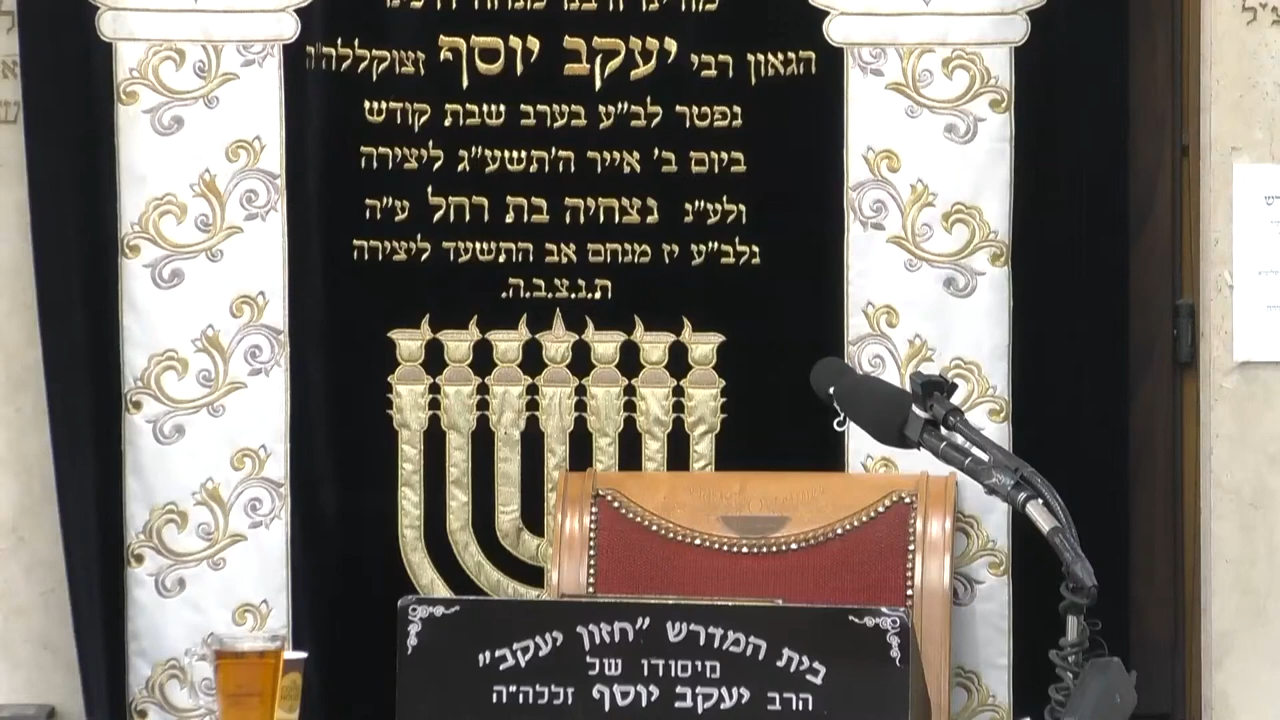 הגאון רבי יעקב יוסף זצוקללה"ה
נפטר לב"ע בערב שבת קודש
ביום ב' אייר ה'תשע"ג ליצירה
ולע"נ נצחיה בת רחל ע"ה
נלב"ע יז מנחם אב התשעד ליצירה
ת.נ.צ.ב.ה.
בית המדרש "חזון יעקב"
מיסודו של
הרב יעקב יוסף זללה"ה